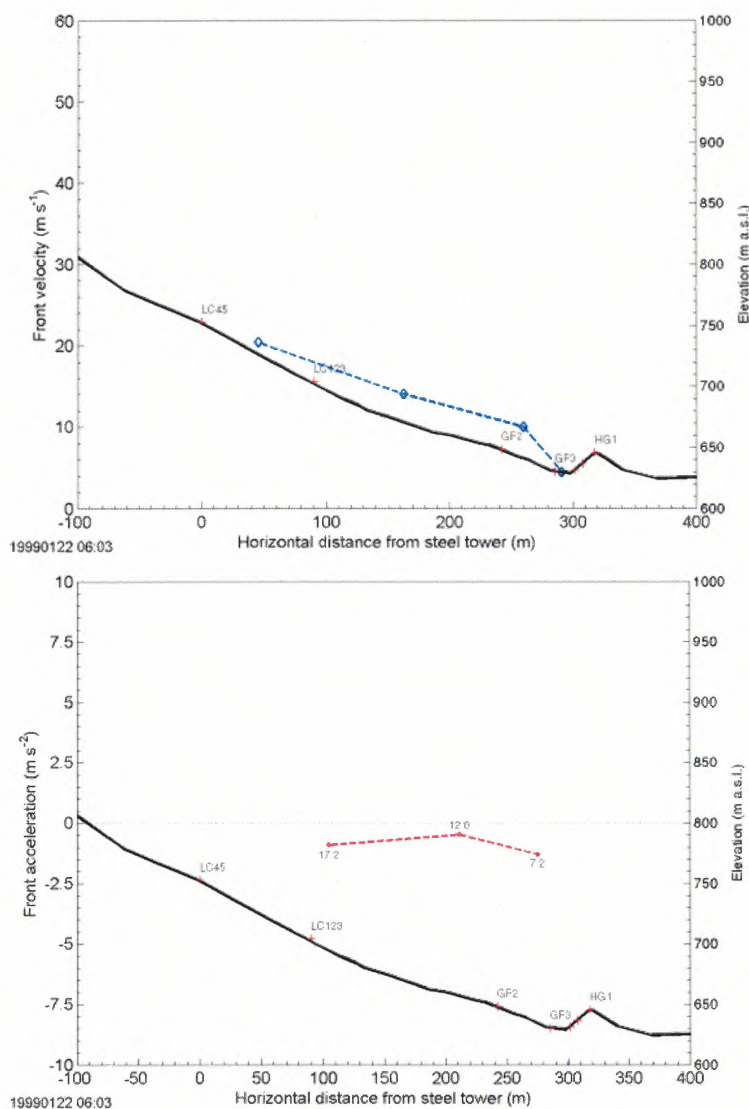 60
50
40
30
20
10
0
Front velocity (m s⁻¹)
1000
950
900
850
800
750
700
650
600
Elevation (m a.s.l.)
LC45
LC123
GF2
GF3
HG1
-100 0 100 200 300 400
Horizontal distance from steel tower (m)
19990122 06:03
10
7.5
5
2.5
0
-2.5
-5
-7.5
-10
Front acceleration (m s⁻²)
1000
950
900
850
800
750
700
650
600
Elevation (m a.s.l.)
17.2
12.0
7.2
LC45
LC123
GF2
GF3
HG1
-100 -50 0 50 100 150 200 250 300 350 400
Horizontal distance from steel tower (m)
19990122 06:03